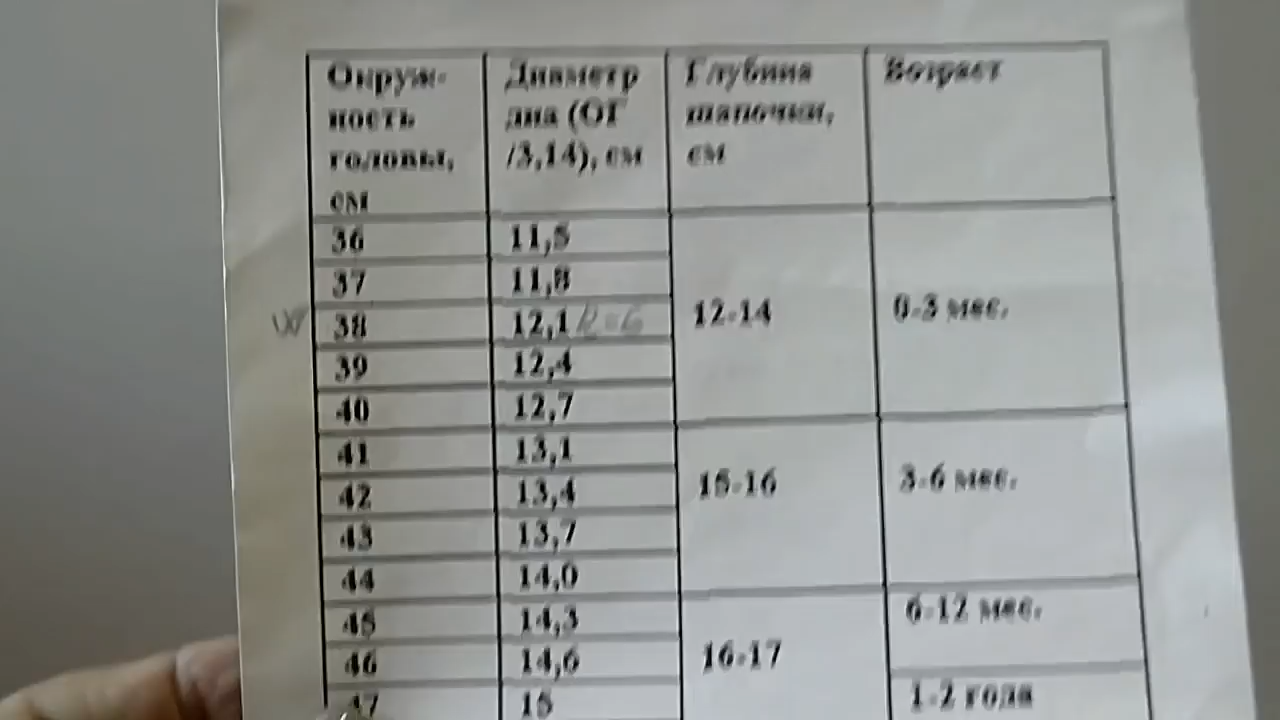 Окруж-
ность
головы,
см
Диаметр
дна (ОГ
/3,14), см
Глубина
шапочки,
см
Возраст
36 11,5
37 11,8
38 12,1 R=6
39 12,4
40 12,7
12-14
0-3 мес.
41 13,1
42 13,4
43 13,7
44 14,0
15-16
3-6 мес.
45 14,3
46 14,6
47 15
16-17
6-12 мес.
1-2 года